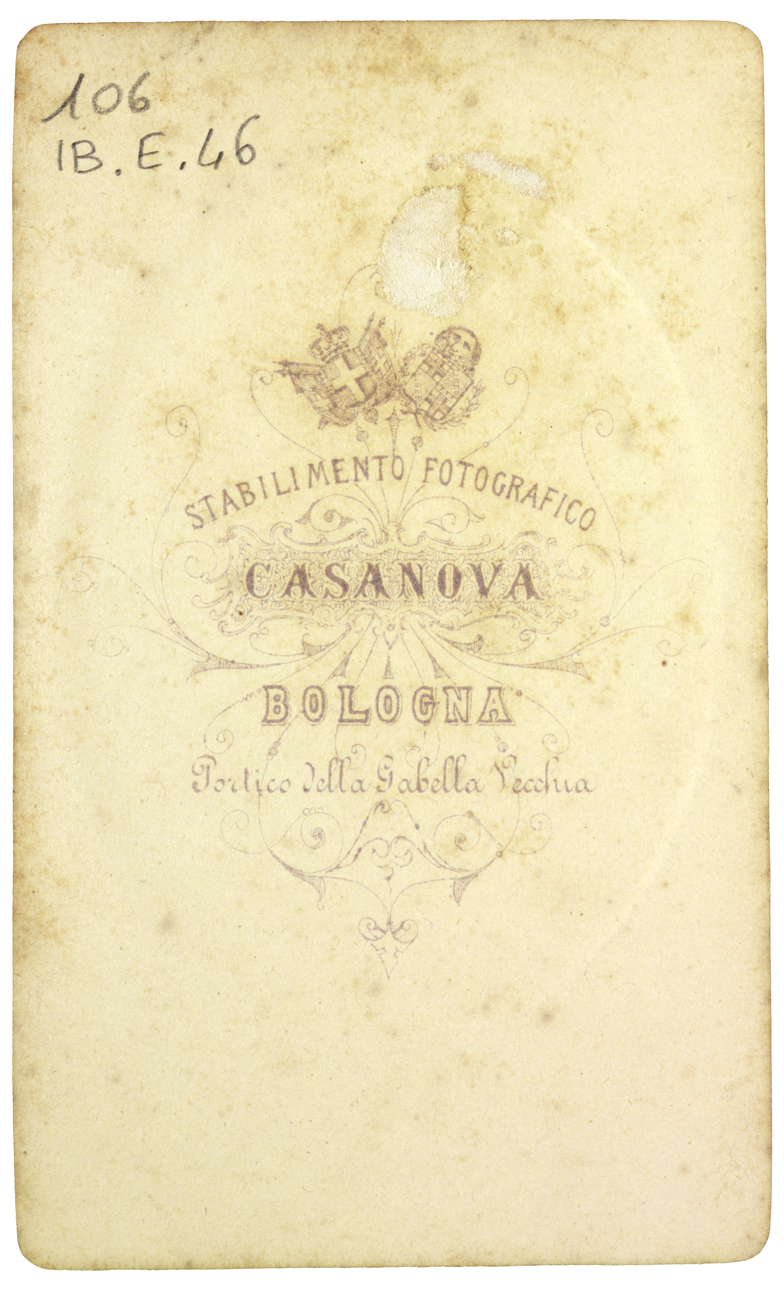 106
IB.E.46
STABILIMENTO FOTOGRAFICO
CASANOVA
BOLOGNA
Portico della Gabella Vecchia